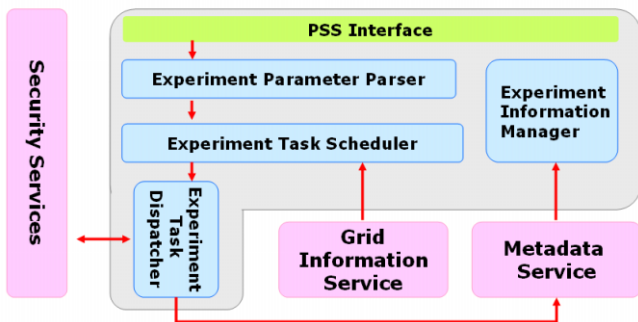 PSS Interface
Security Services
Experiment Parameter Parser
Experiment
Information
Manager
Experiment Task Scheduler
Experiment
Task
Dispatcher
Grid
Information
Service
Metadata
Service